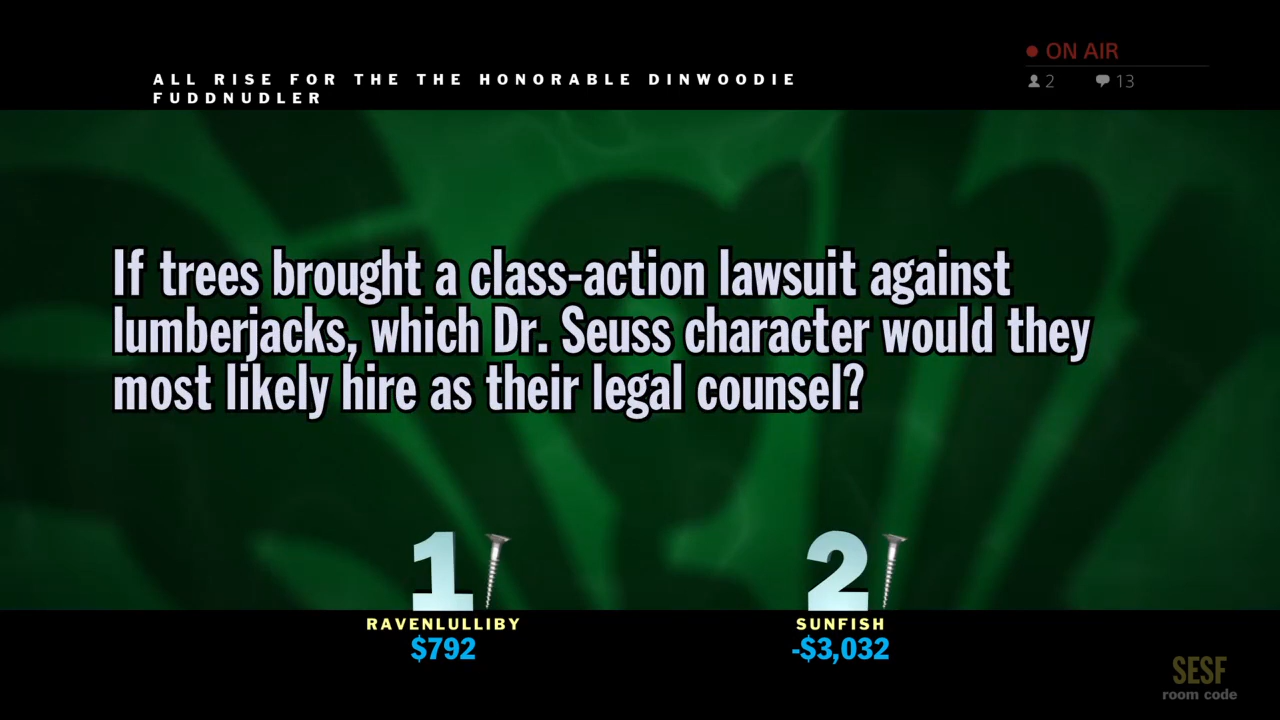 ALL RISE FOR THE THE HONORABLE DINWOODIE
FUDDNUDLER
ON AIR
2 13
If trees brought a class-action lawsuit against
lumberjacks, which Dr. Seuss character would they
most likely hire as their legal counsel?
1 2
RAVENLULLIBY SUNFISH
$792 -$3,032
SESF
room code